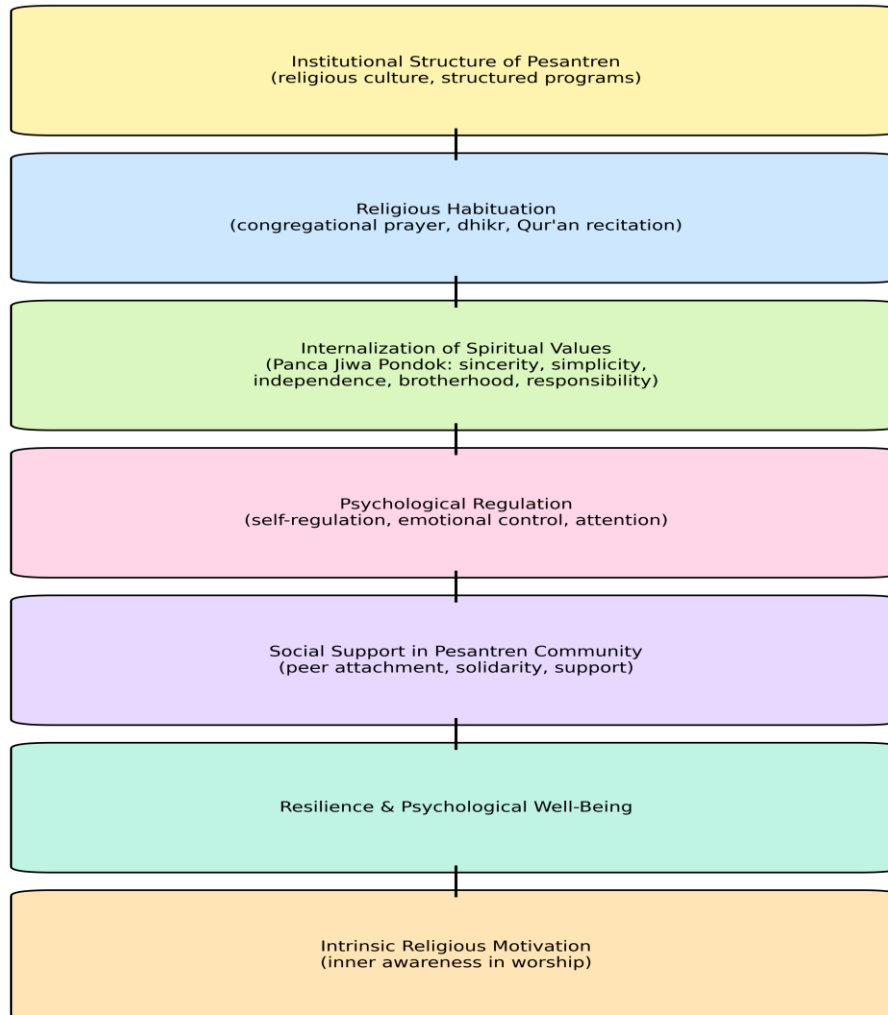 Institutional Structure of Pesantren
(religious culture, structured programs)
Religious Habituation
(congregational prayer, dhikr, Qur'an recitation)
Internalization of Spiritual Values
(Panca Jiwa Pondok: sincerity, simplicity,
independence, brotherhood, responsibility)
Psychological Regulation
(self-regulation, emotional control, attention)
Social Support in Pesantren Community
(peer attachment, solidarity, support)
Resilience & Psychological Well-Being
Intrinsic Religious Motivation
(inner awareness in worship)